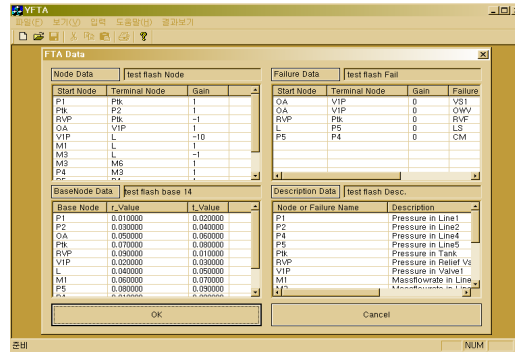 YFTA
파일(F) 보기(V) 입력 도움말(H) 결과보기
FTA Data
Node Data test flash Node
Start Node Terminal Node Gain
P1 Ptk 1
Ptk P2 1
RVP Ptk -1
OA V1P 1
V1P L -10
M1 L 1
M3 L -1
M3 M6 1
P4 M3 1
Failure Data test flash Fail
Start Node Terminal Node Gain Failure
OA V1P 0 VS1
OA V1P 0 OWV
RVP Ptk 0 RVF
L P5 0 LS
P5 P4 0 CM
BaseNode Data test flash base 14
Base Node r_Value t_Value
P1 0.010000 0.020000
P2 0.030000 0.040000
OA 0.050000 0.060000
Ptk 0.070000 0.080000
RVP 0.090000 0.010000
V1P 0.020000 0.030000
L 0.040000 0.050000
M1 0.060000 0.070000
P5 0.080000 0.090000
Description Data test flash Desc.
Node or Failure Name Description
P1 Pressure in Line1
P2 Pressure in Line2
P4 Pressure in Line4
P5 Pressure in Line5
Ptk Pressure in Tank
RVP Pressure in Relief Va
V1P Pressure in Valve1
L Level in Tank
M1 Massflowrate in Line
OK Cancel
준비 NUM